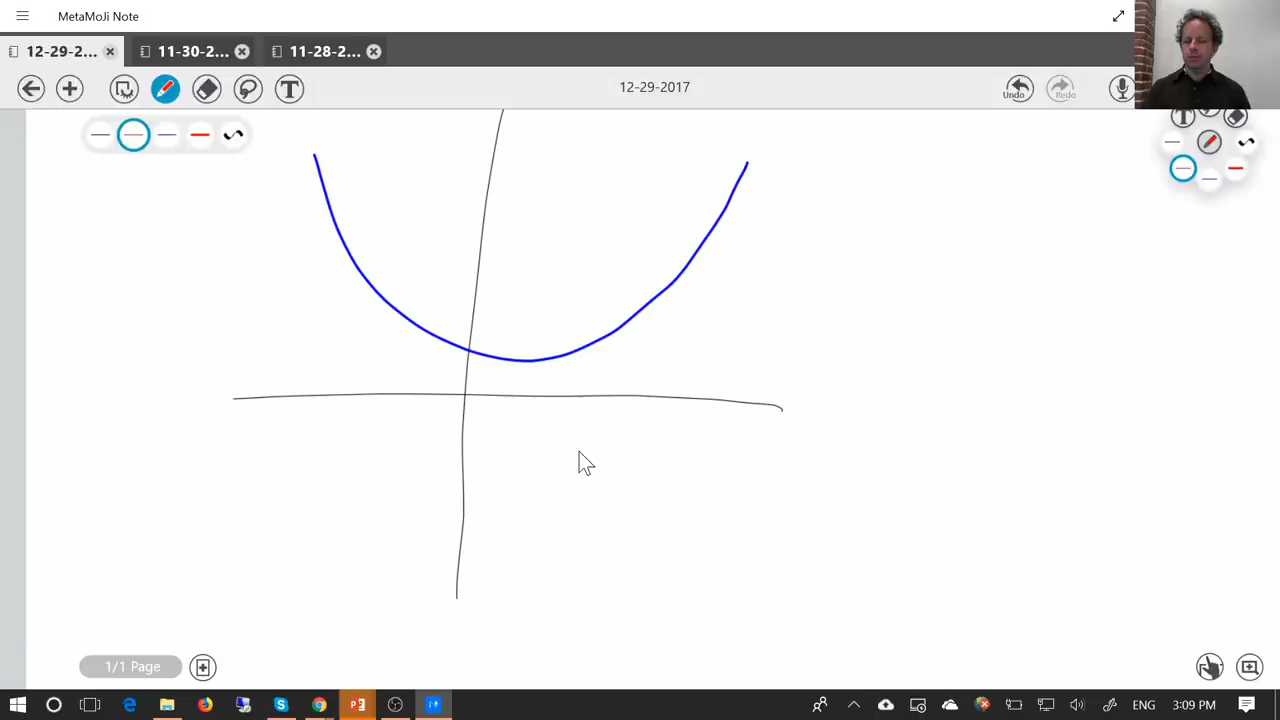 MetaMoJi Note
12-29-2...
11-30-2...
11-28-2...
12-29-2017
Undo
Redo
T
T
1/1 Page
ENG
3:09 PM